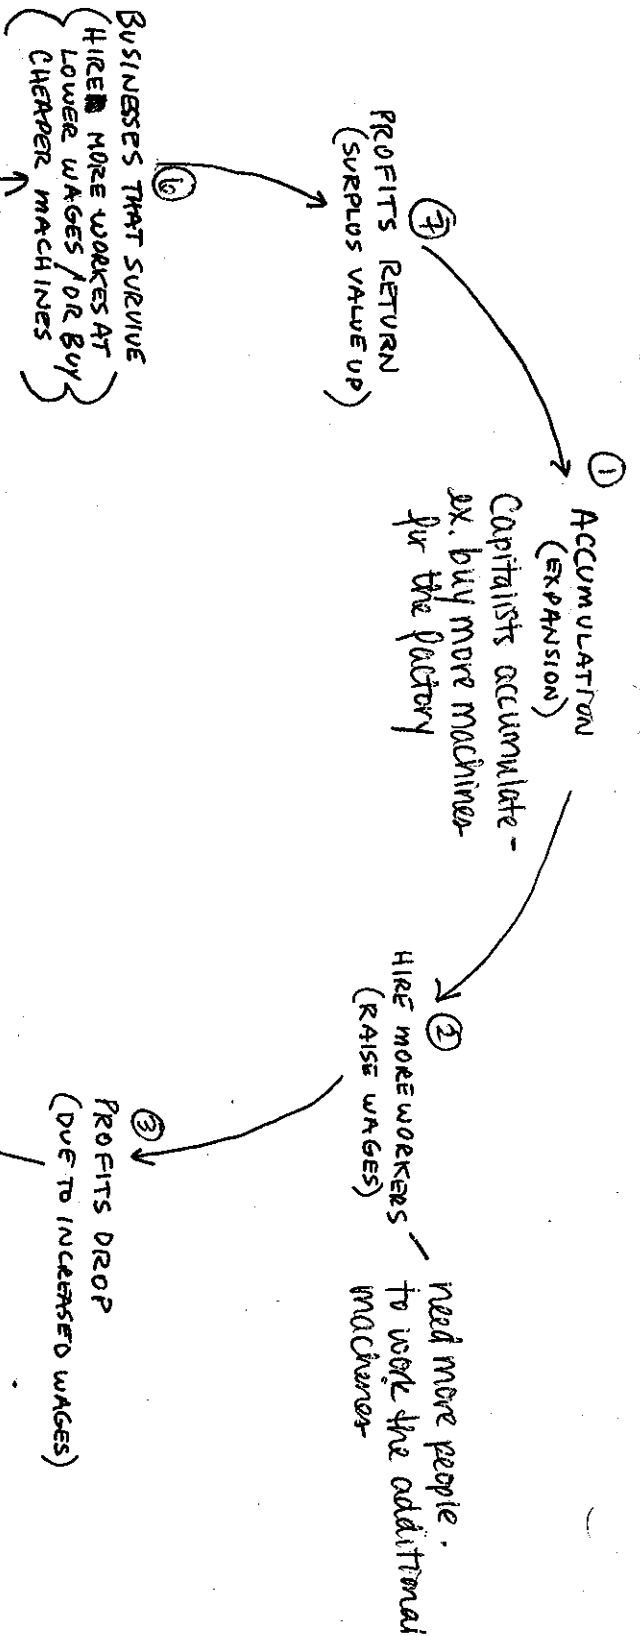 ①
ACCUMULATION
(EXPANSION)
Capitalists accumulate -
ex. buy more machines
for the factory
②
HIRE MORE WORKERS
(RAISE WAGES)
need more people.
to work the additional
machines
③
PROFITS DROP
(DUE TO INCREASED WAGES)
⑥
BUSINESSES THAT SURVIVE
(HIRE MORE WORKES AT
LOWER WAGES/OR BUY
CHEAPER MACHINES)
⑦
PROFITS RETURN
(SURPLUS VALUE UP)